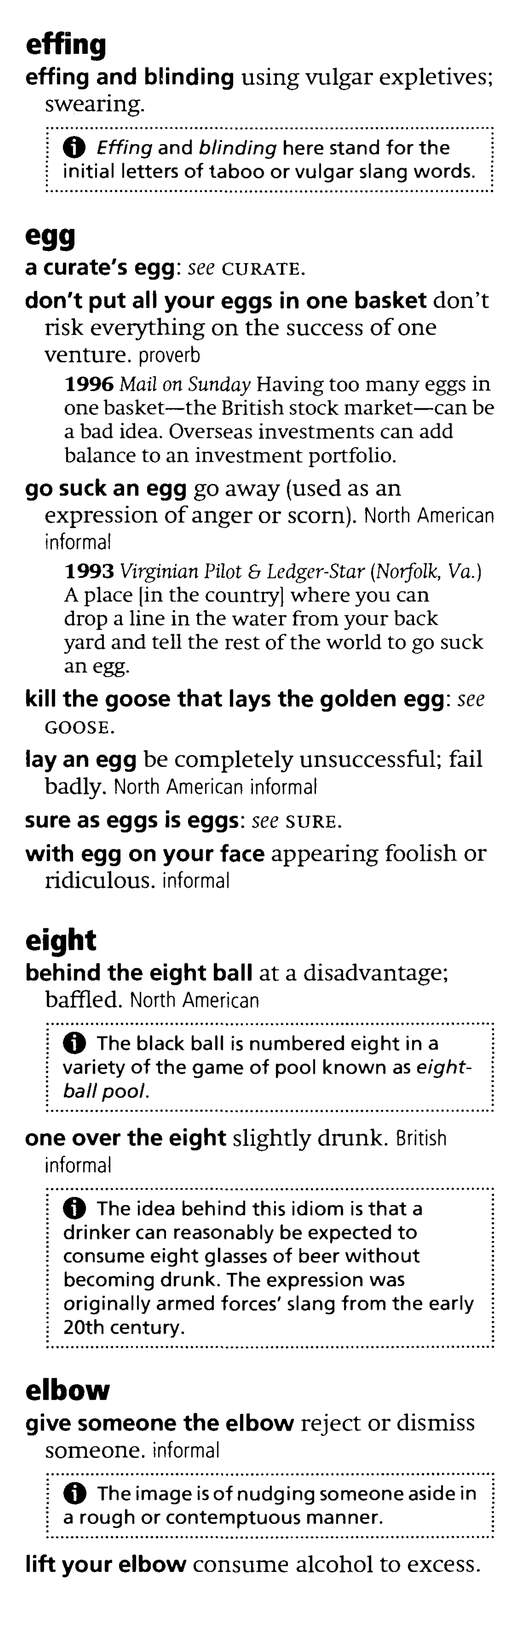 effing
effing and blinding using vulgar expletives;
swearing.
Effing and blinding here stand for the
initial letters of taboo or vulgar slang words.
egg
a curate's egg: see CURATE.
don't put all your eggs in one basket don't
risk everything on the success of one
venture. proverb
1996 Mail on Sunday Having too many eggs in
one basket—the British stock market—can be
a bad idea. Overseas investments can add
balance to an investment portfolio.
go suck an egg go away (used as an
expression of anger or scorn). North American
informal
1993 Virginian Pilot & Ledger-Star (Norfolk, Va.)
A place [in the country] where you can
drop a line in the water from your back
yard and tell the rest of the world to go suck
an egg.
kill the goose that lays the golden egg: see
GOOSE.
lay an egg be completely unsuccessful; fail
badly. North American informal
sure as eggs is eggs: see SURE.
with egg on your face appearing foolish or
ridiculous. informal
eight
behind the eight ball at a disadvantage;
baffled. North American
The black ball is numbered eight in a
variety of the game of pool known as eight-
ball pool.
one over the eight slightly drunk. British
informal
The idea behind this idiom is that a
drinker can reasonably be expected to
consume eight glasses of beer without
becoming drunk. The expression was
originally armed forces' slang from the early
20th century.
elbow
give someone the elbow reject or dismiss
someone. informal
The image is of nudging someone aside in
a rough or contemptuous manner.
lift your elbow consume alcohol to excess.